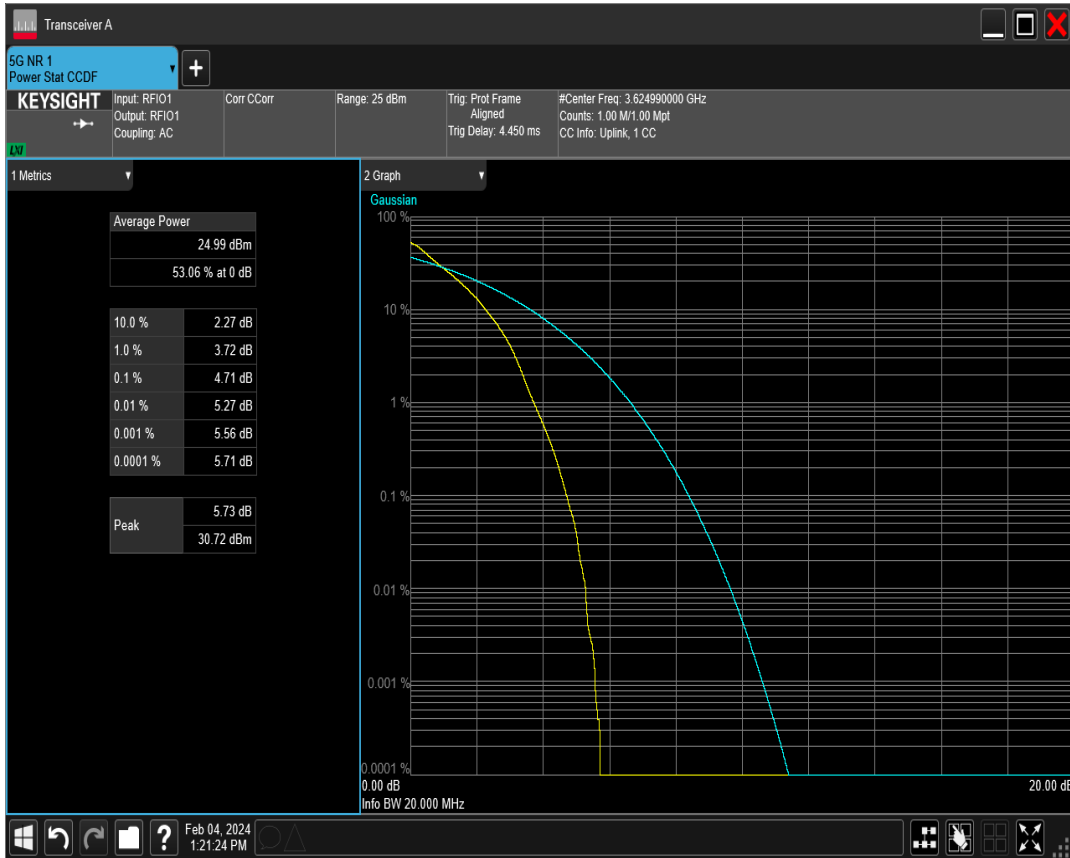 Transceiver A
5G NR 1
Power Stat CCDF
KEYSIGHT
LXI
Input: RFIO1
Output: RFIO1
Coupling: AC
Corr CCorr
Range: 25 dBm
Trig: Prot Frame
Aligned
Trig Delay: 4.450 ms
#Center Freq: 3.624990000 GHz
Counts: 1.00 M/1.00 Mpt
CC Info: Uplink, 1 CC
1 Metrics
Average Power
24.99 dBm
53.06 % at 0 dB
10.0 % 2.27 dB
1.0 % 3.72 dB
0.1 % 4.71 dB
0.01 % 5.27 dB
0.001 % 5.56 dB
0.0001 % 5.71 dB
Peak
5.73 dB
30.72 dBm
2 Graph
Gaussian
100 %
10 %
1 %
0.1 %
0.01 %
0.001 %
0.0001 %
0.00 dB 20.00 dB
Info BW 20.000 MHz
?
Feb 04, 2024
1:21:24 PM